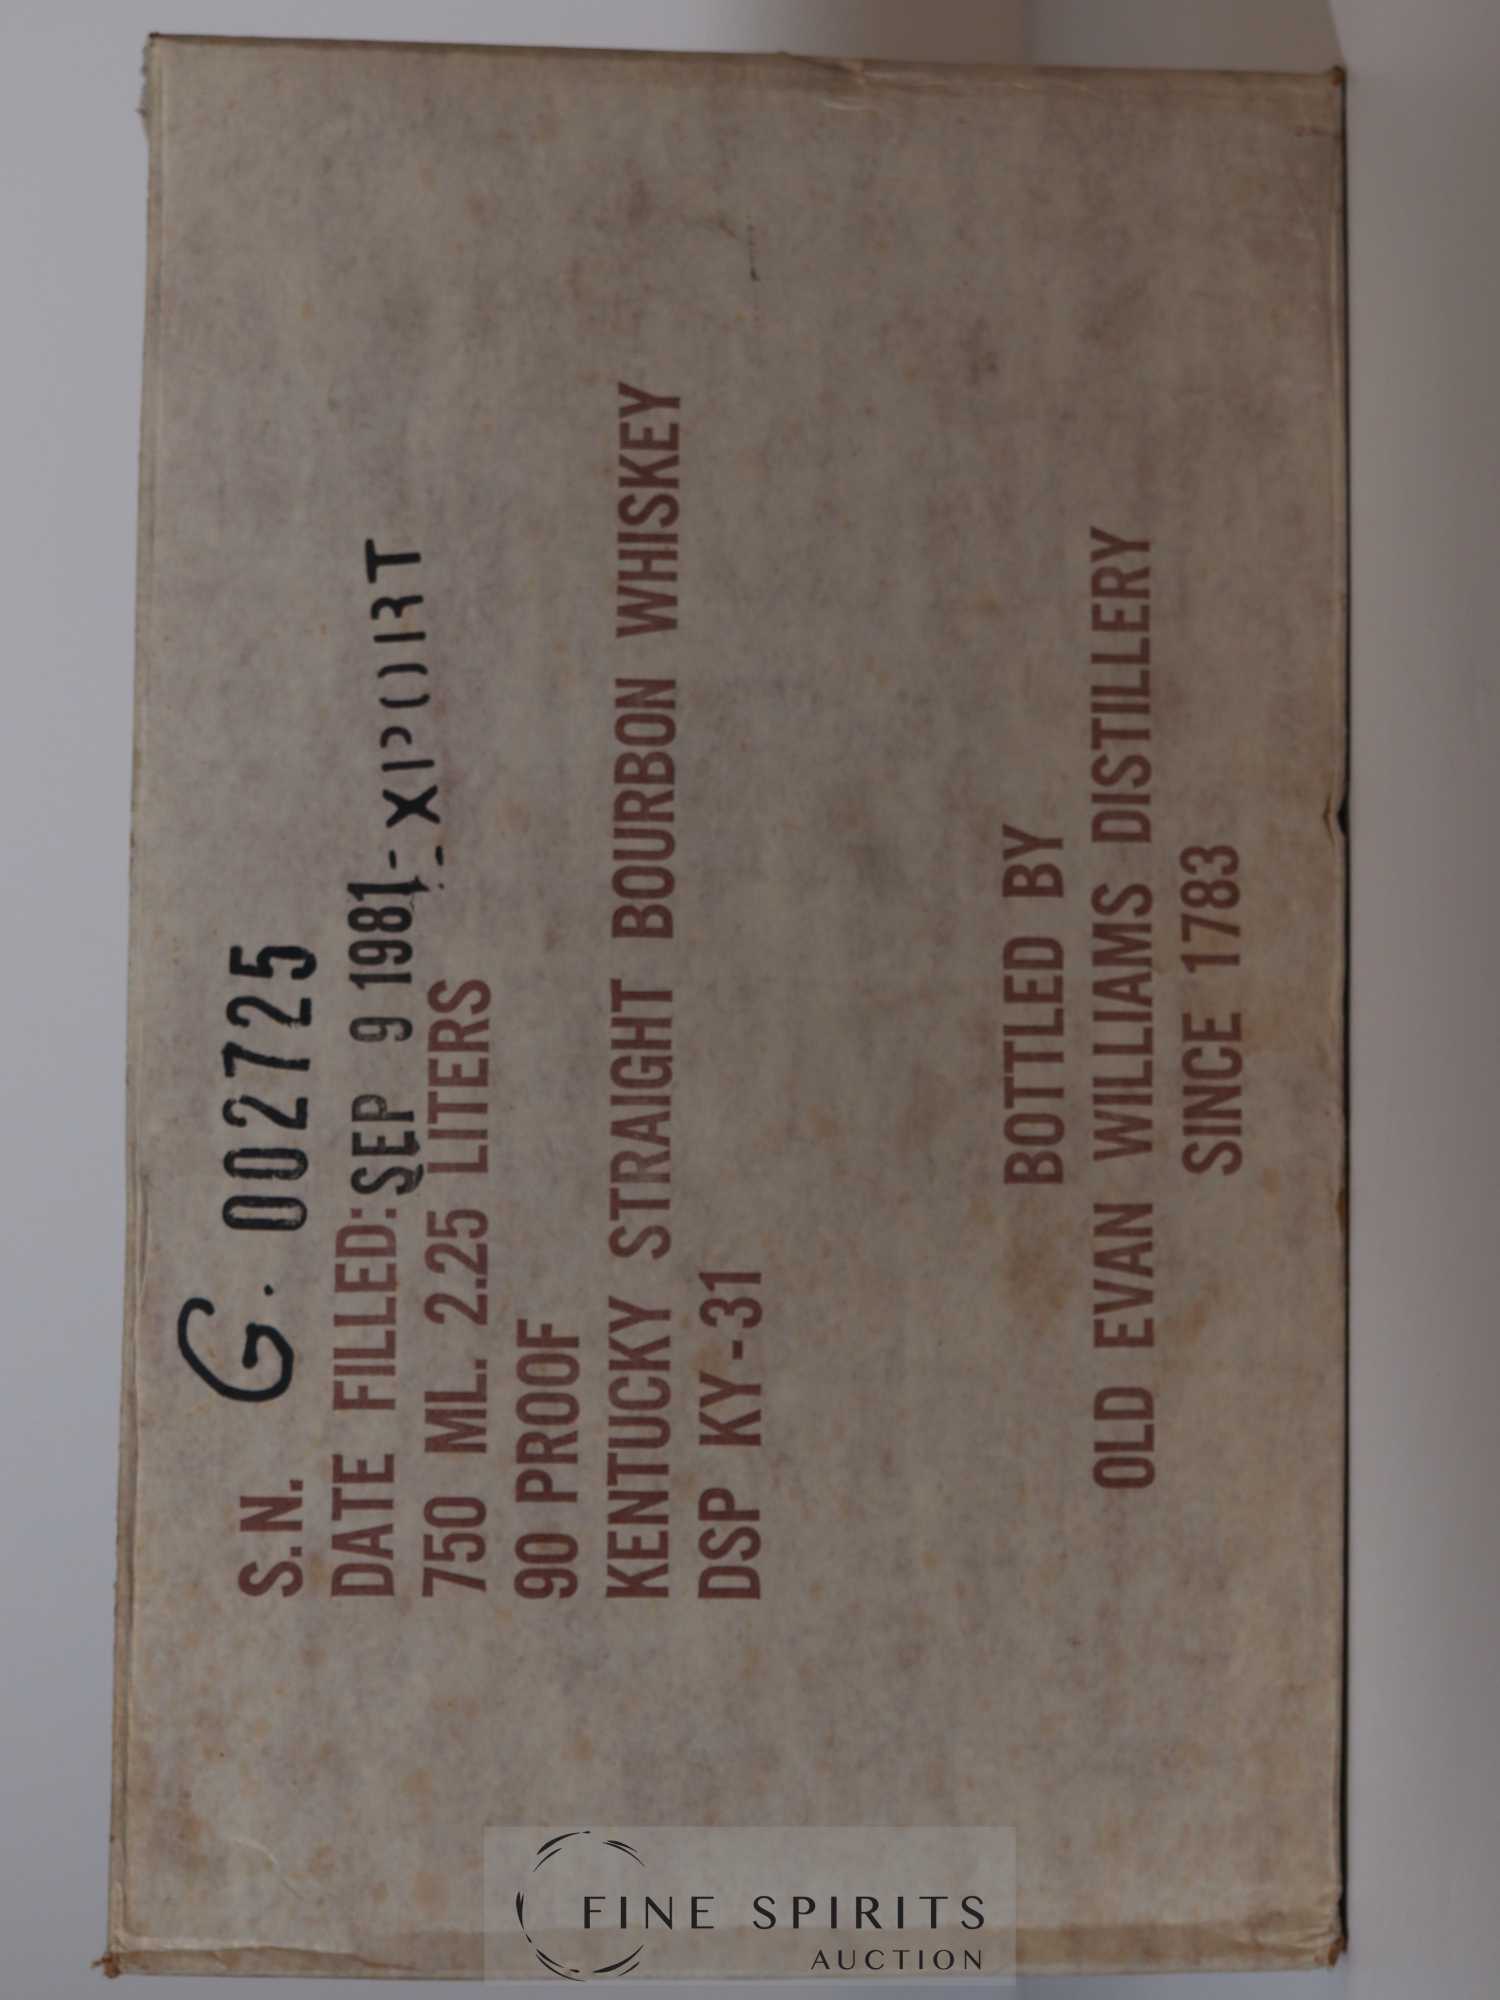 S.N. G. 002725
DATE FILLED: SEP 9 1981 EXPORT
750 ML. 2.25 LITERS
90 PROOF
KENTUCKY STRAIGHT BOURBON WHISKEY
DSP KY-31
BOTTLED BY
OLD EVAN WILLIAMS DISTILLERY
SINCE 1783
FINE SPIRITS
AUCTION